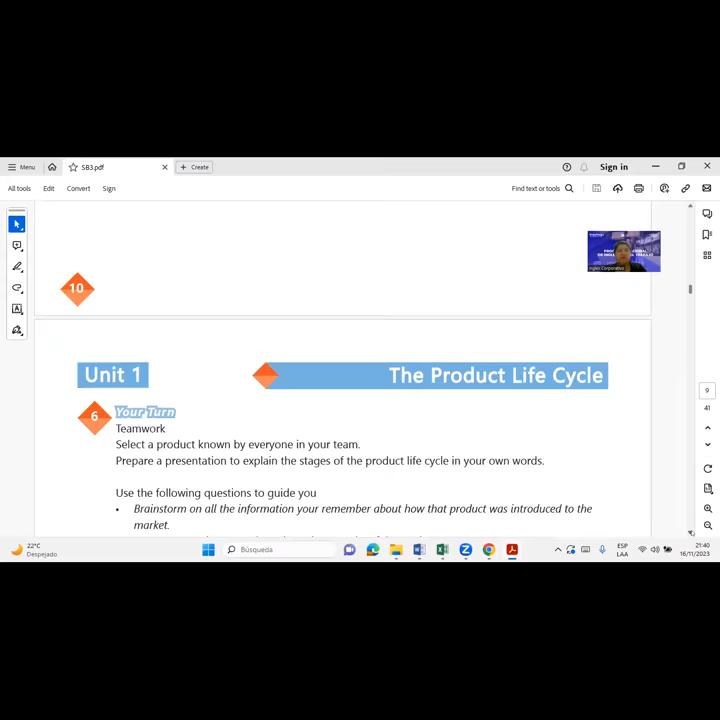 Menu
SB3.pdf
Create
Sign in
All tools
Edit
Convert
Sign
Find text or tools
Inglés Corporativo
10
Unit 1
The Product Life Cycle
6
Your Turn
Teamwork
Select a product known by everyone in your team.
Prepare a presentation to explain the stages of the product life cycle in your own words.
Use the following questions to guide you
• Brainstorm on all the information your remember about how that product was introduced to the
market.
9
41
22°C
Despejado
Búsqueda
ESP
LAA
21:40
16/11/2023